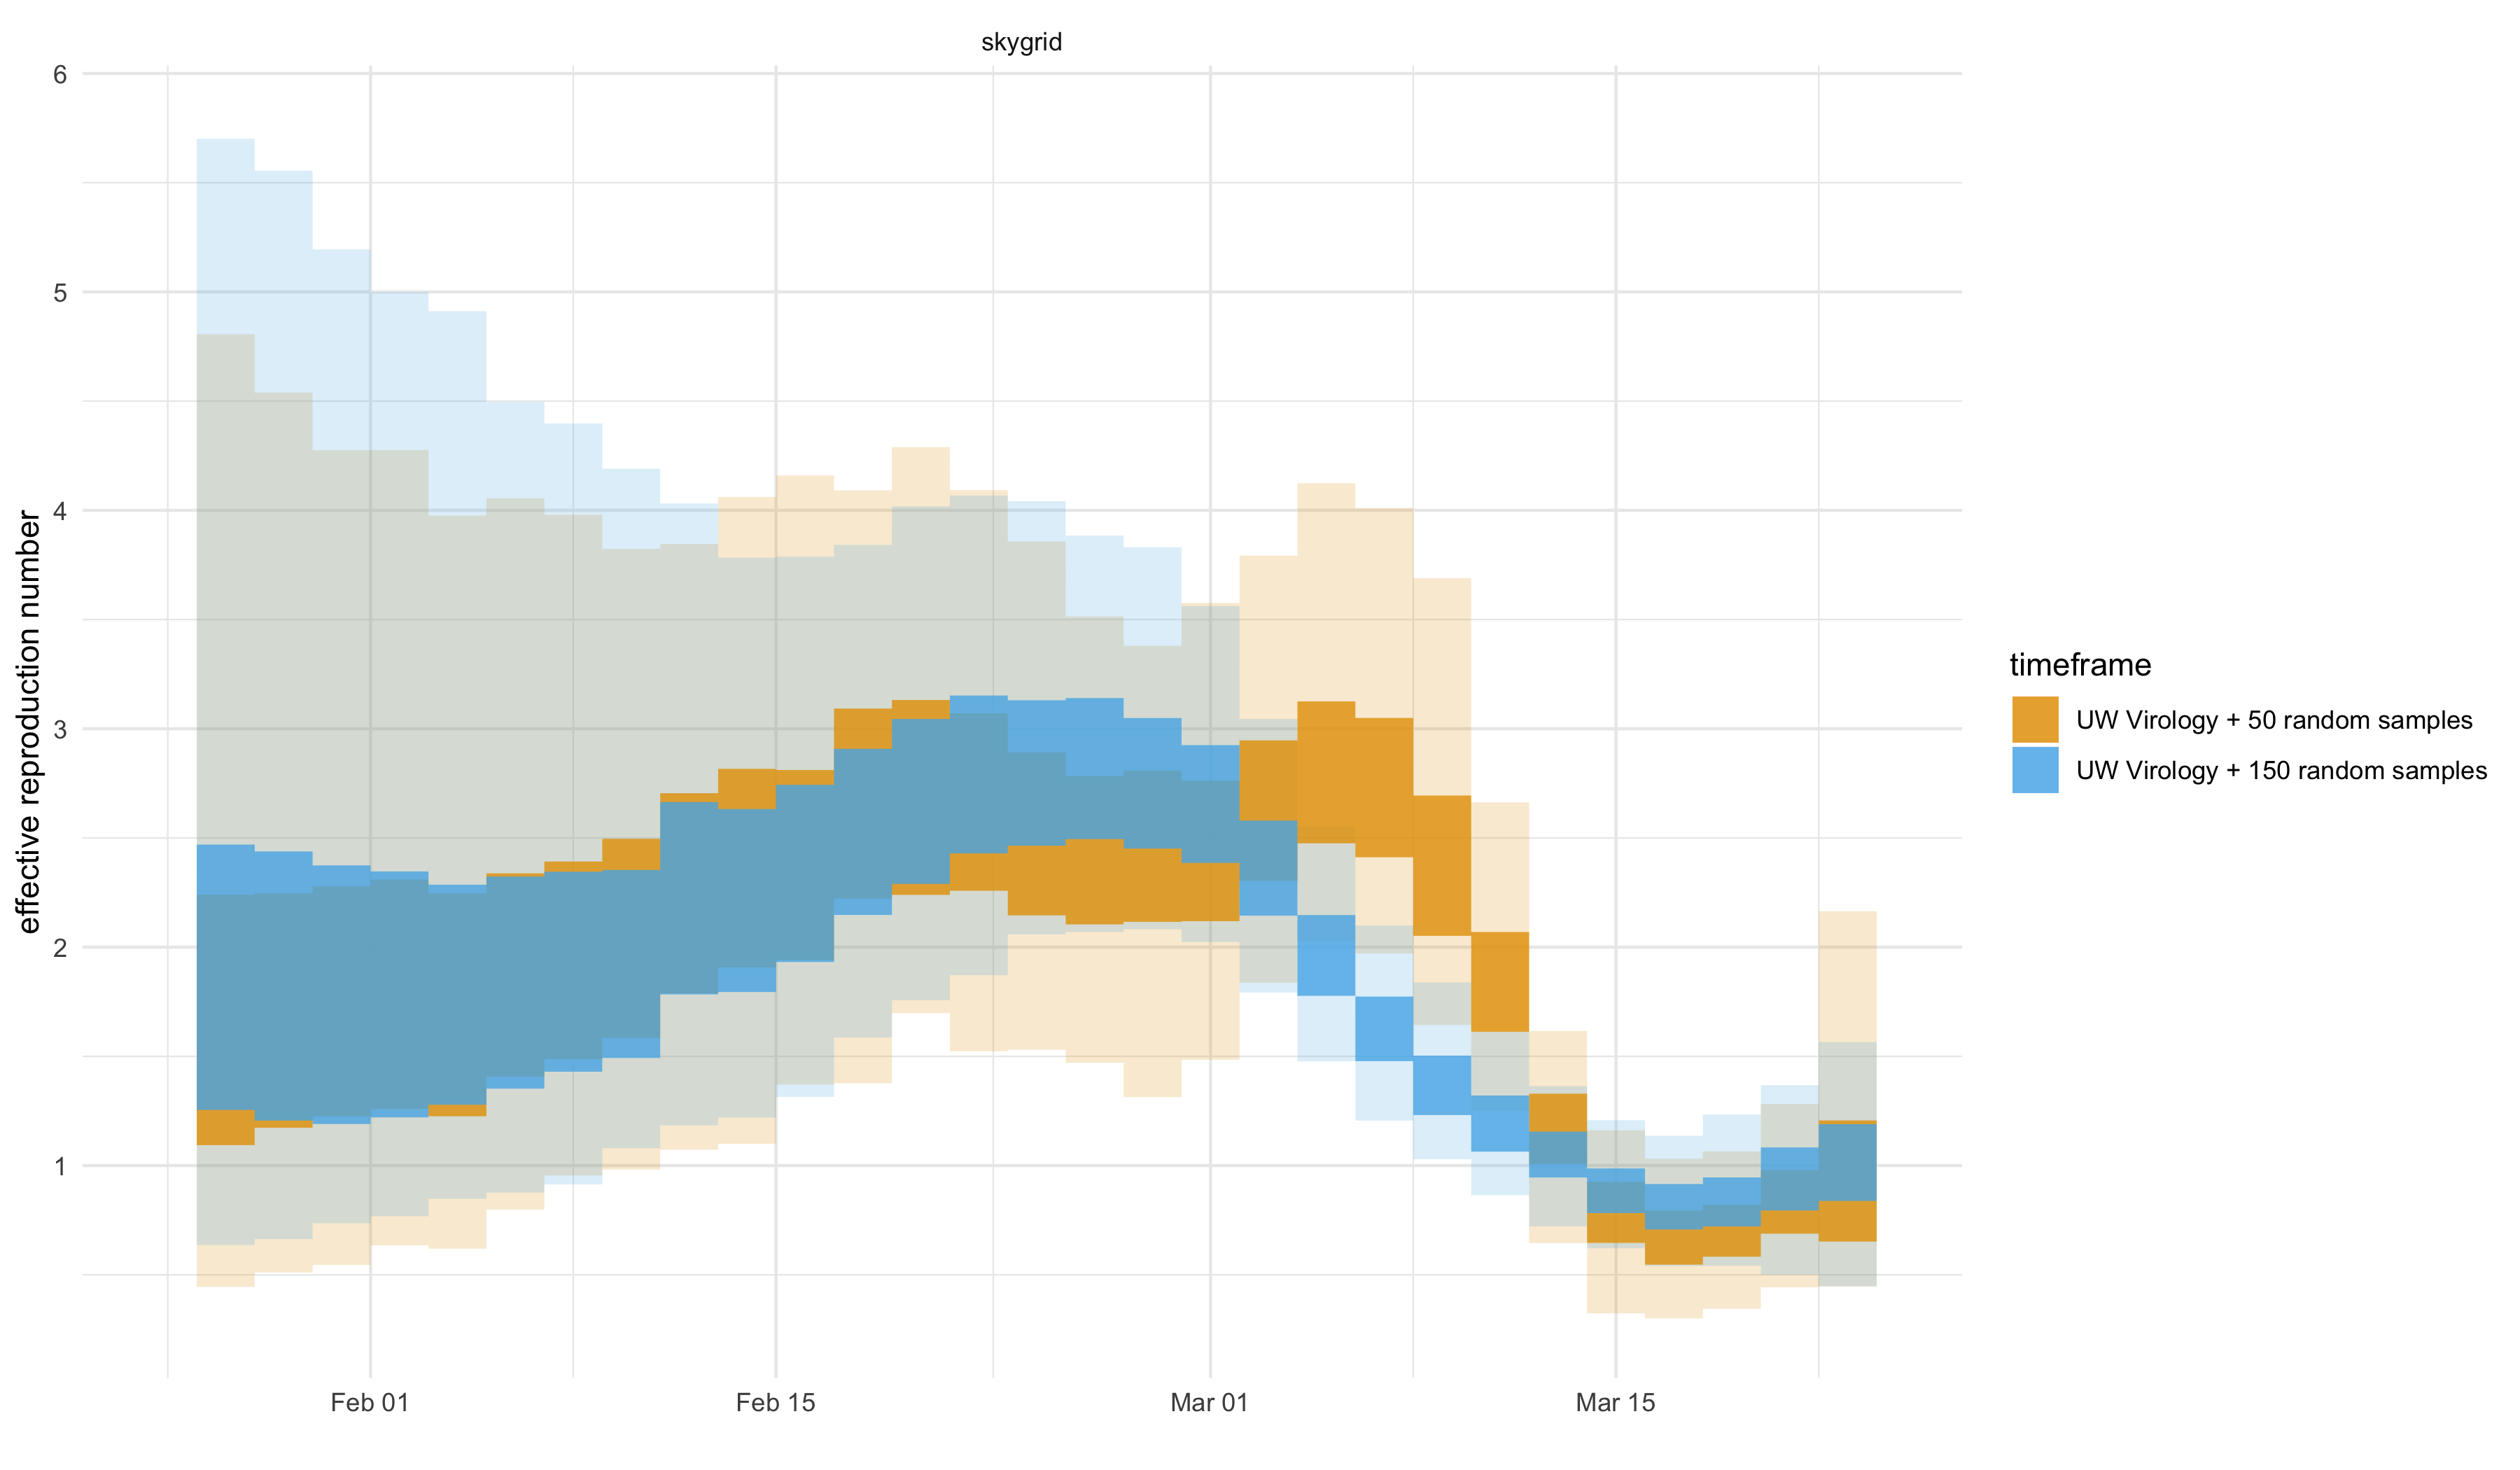 skygrid
6
5
4
3
2
1
effective reproduction number
Feb 01
Feb 15
Mar 01
Mar 15
timeframe
UW Virology + 50 random samples
UW Virology + 150 random samples